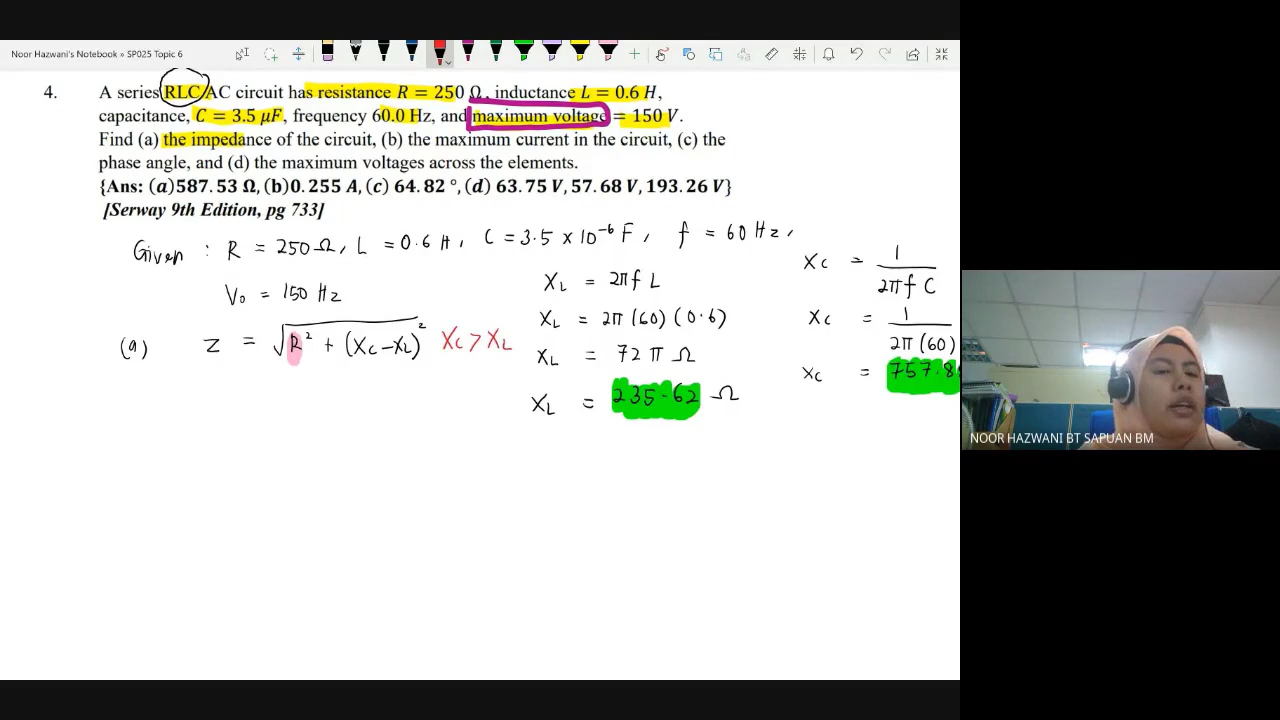 Noor Hazwani's Notebook » SP025 Topic 6
4. A series RLC AC circuit has resistance R = 250 Ω, inductance L = 0.6 H,
capacitance, C = 3.5 μF, frequency 60.0 Hz, and maximum voltage = 150 V.
Find (a) the impedance of the circuit, (b) the maximum current in the circuit, (c) the
phase angle, and (d) the maximum voltages across the elements.
{Ans: (a)587.53 Ω, (b)0.255 A, (c) 64.82 °, (d) 63.75 V, 57.68 V, 193.26 V}
[Serway 9th Edition, pg 733]
Given : R = 250 Ω, L = 0.6 H, C = 3.5 × 10⁻⁶ F, f = 60 Hz,
V₀ = 150 Hz
(a) Z = √R² + (Xc − XL)² Xc > XL
XL = 2πf L
XL = 2π (60) (0.6)
XL = 72 π Ω
XL = 235.62 Ω
Xc = 1 / 2πf C
Xc = 1 / 2π (60)
Xc = 757.8
NOOR HAZWANI BT SAPUAN BM